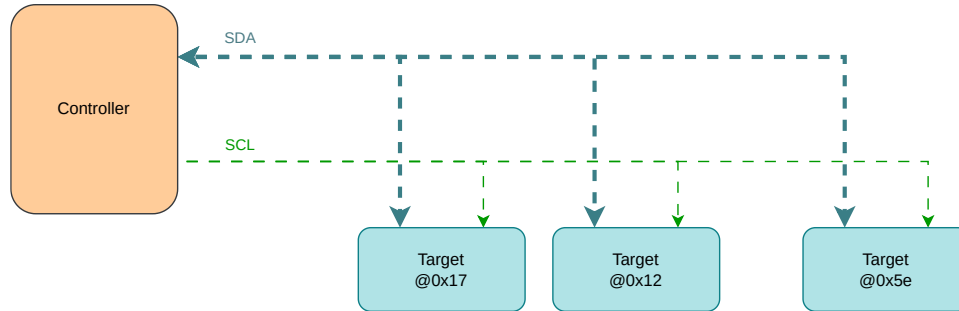 SDA
Controller
SCL
Target
@0x17
Target
@0x12
Target
@0x5e